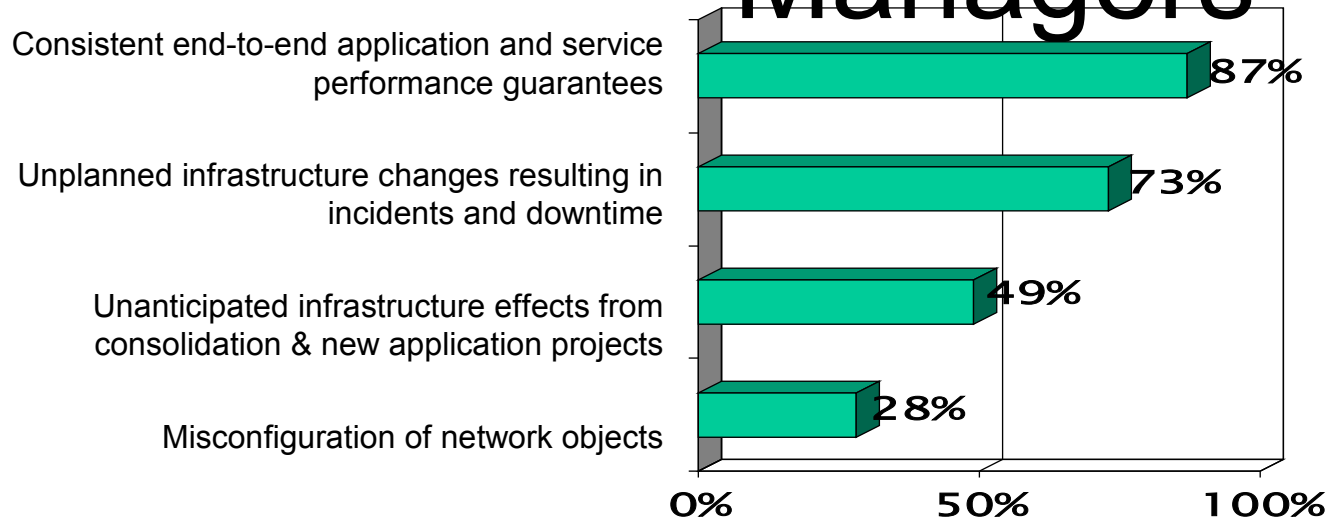 Managers
Consistent end-to-end application and service
performance guarantees
87%
Unplanned infrastructure changes resulting in
incidents and downtime
73%
Unanticipated infrastructure effects from
consolidation & new application projects
49%
Misconfiguration of network objects
28%
0% 50% 100%